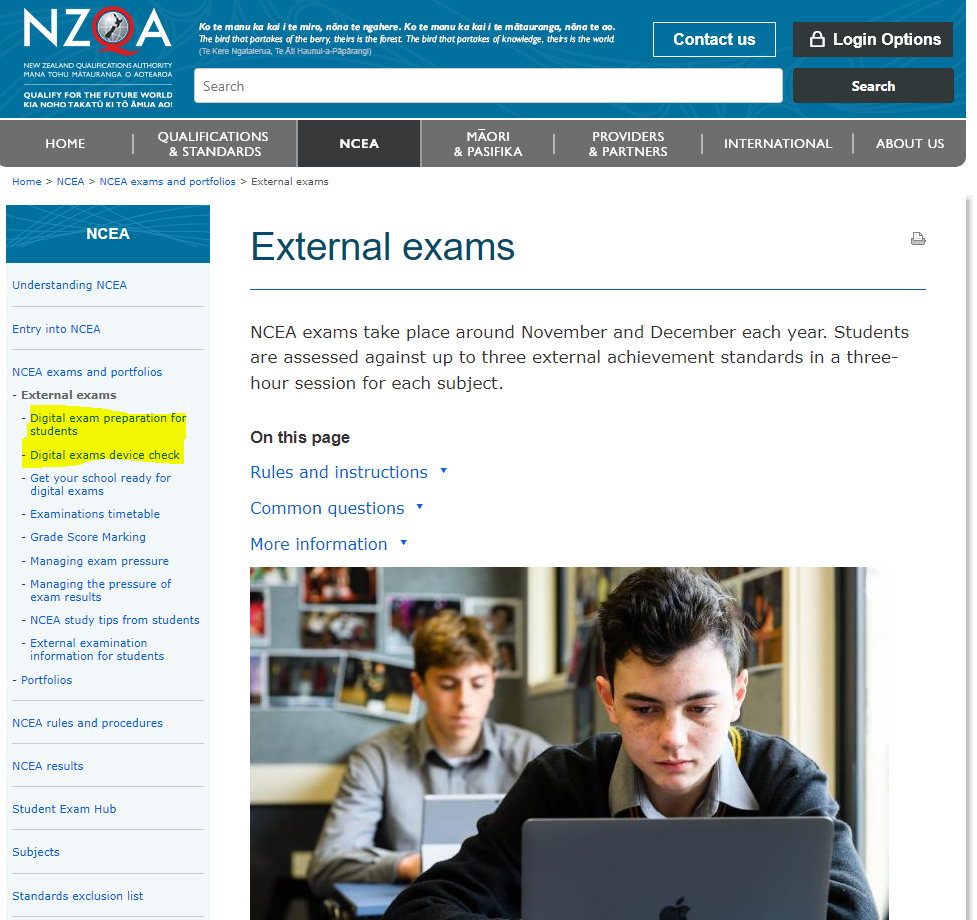 NZQA
NEW ZEALAND QUALIFICATIONS AUTHORITY
MANA TOHU MĀTAURANGA O AOTEAROA
QUALIFY FOR THE FUTURE WORLD
KIA NOHO TAKATŪ KI TŌ ĀMUA AO!
Ko te manu ka kai i te miro, nōna te ngahere. Ko te manu ka kai i te mātauranga, nōna te ao.
The bird that partakes of the berry, theirs is the forest. The bird that partakes of knowledge, theirs is the world.
(Te Kere Ngataierua, Te Āti Haunui-a-Pāpārangi)
Contact us
Login Options
Search
Search
HOME
QUALIFICATIONS
& STANDARDS
NCEA
MĀORI
& PASIFIKA
PROVIDERS
& PARTNERS
INTERNATIONAL
ABOUT US
Home > NCEA > NCEA exams and portfolios > External exams
NCEA
Understanding NCEA
Entry into NCEA
NCEA exams and portfolios
- External exams
- Digital exam preparation for
students
- Digital exams device check
- Get your school ready for
digital exams
- Examinations timetable
- Grade Score Marking
- Managing exam pressure
- Managing the pressure of
exam results
- NCEA study tips from students
- External examination
information for students
- Portfolios
NCEA rules and procedures
NCEA results
Student Exam Hub
Subjects
Standards exclusion list
External exams
NCEA exams take place around November and December each year. Students
are assessed against up to three external achievement standards in a three-
hour session for each subject.
On this page
Rules and instructions
Common questions
More information